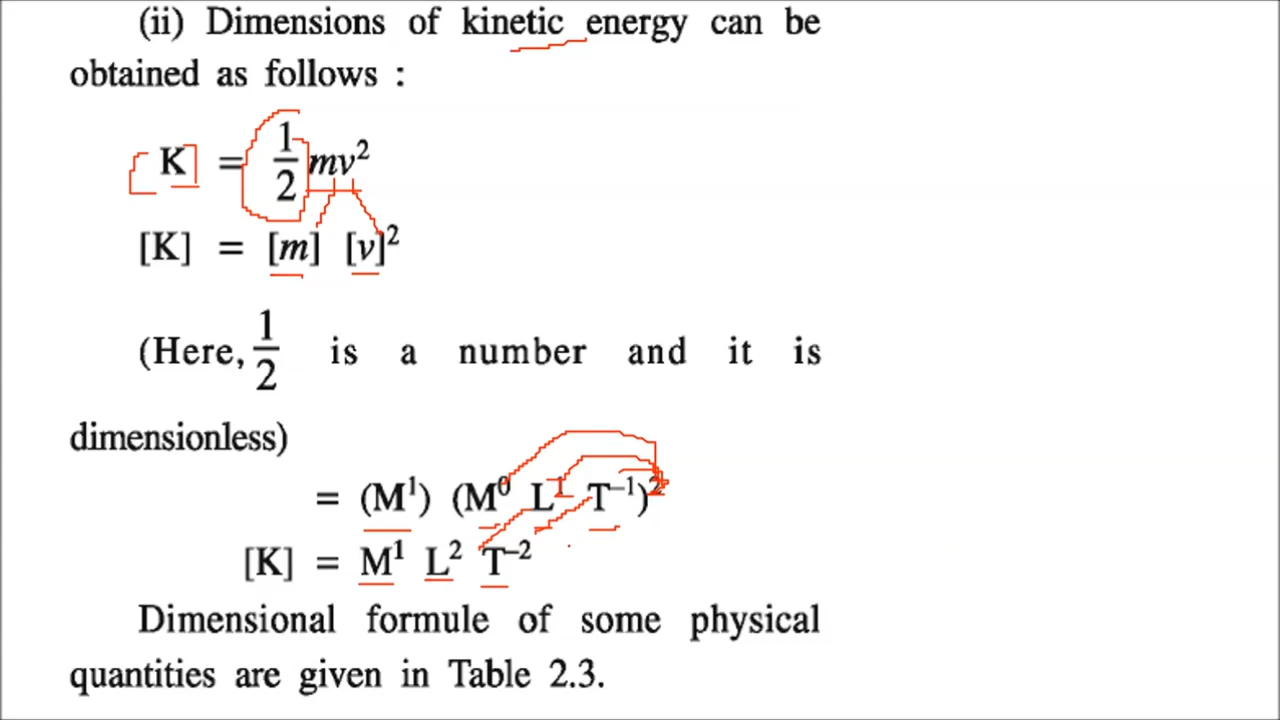 (ii) Dimensions of kinetic energy can be
obtained as follows :
K = 1/2 mv²
[K] = [m] [v]²
(Here, 1/2 is a number and it is
dimensionless)
= (M¹) (M⁰ L¹ T⁻¹)²
[K] = M¹ L² T⁻²
Dimensional formule of some physical
quantities are given in Table 2.3.